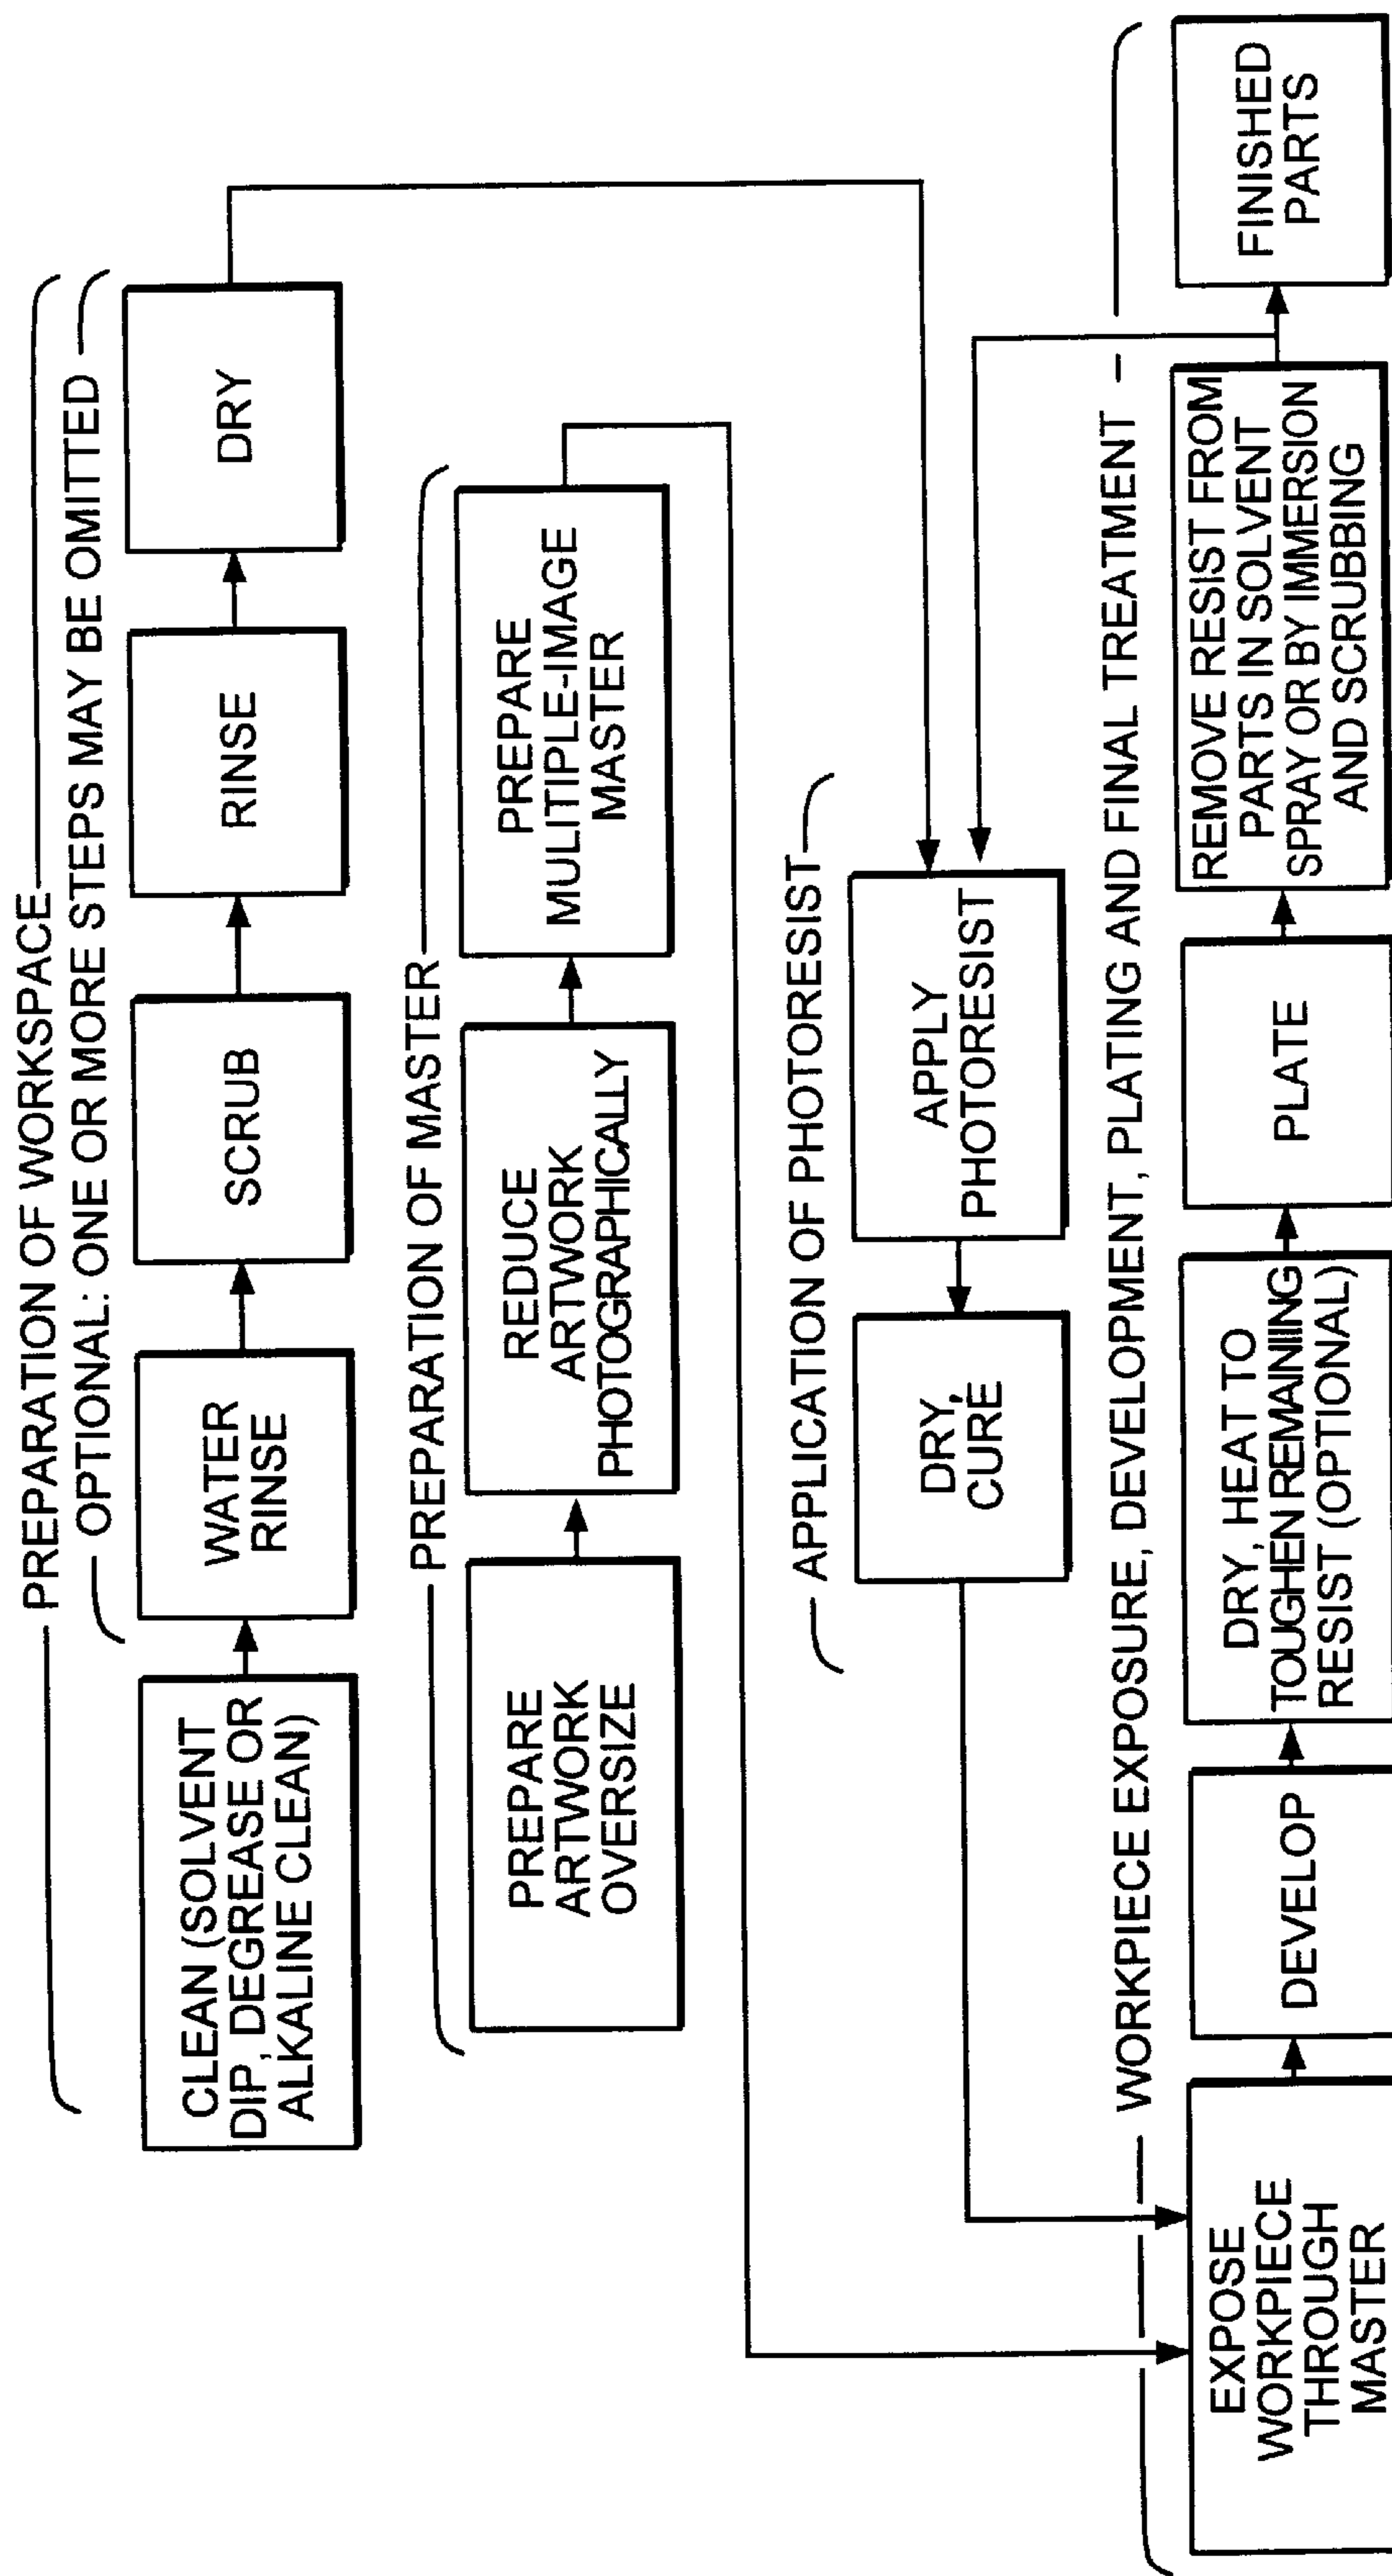 PREPARATION OF WORKSPACE
OPTIONAL: ONE OR MORE STEPS MAY BE OMITTED
CLEAN (SOLVENT
DIP, DEGREASE OR
ALKALINE CLEAN)
WATER
RINSE
SCRUB
RINSE
DRY
PREPARATION OF MASTER
PREPARE
ARTWORK
OVERSIZE
REDUCE
ARTWORK
PHOTOGRAPHICALLY
PREPARE
MULTIPLE-IMAGE
MASTER
APPLICATION OF PHOTORESIST
DRY,
CURE
APPLY
PHOTORESIST
WORKPIECE EXPOSURE, DEVELOPMENT, PLATING AND FINAL TREATMENT
EXPOSE
WORKPIECE
THROUGH
MASTER
DEVELOP
DRY, HEAT TO
TOUGHEN REMAINIING
RESIST (OPTIONAL)
PLATE
REMOVE RESIST FROM
PARTS IN SOLVENT
SPRAY OR BY IMMERSION
AND SCRUBBING
FINISHED
PARTS